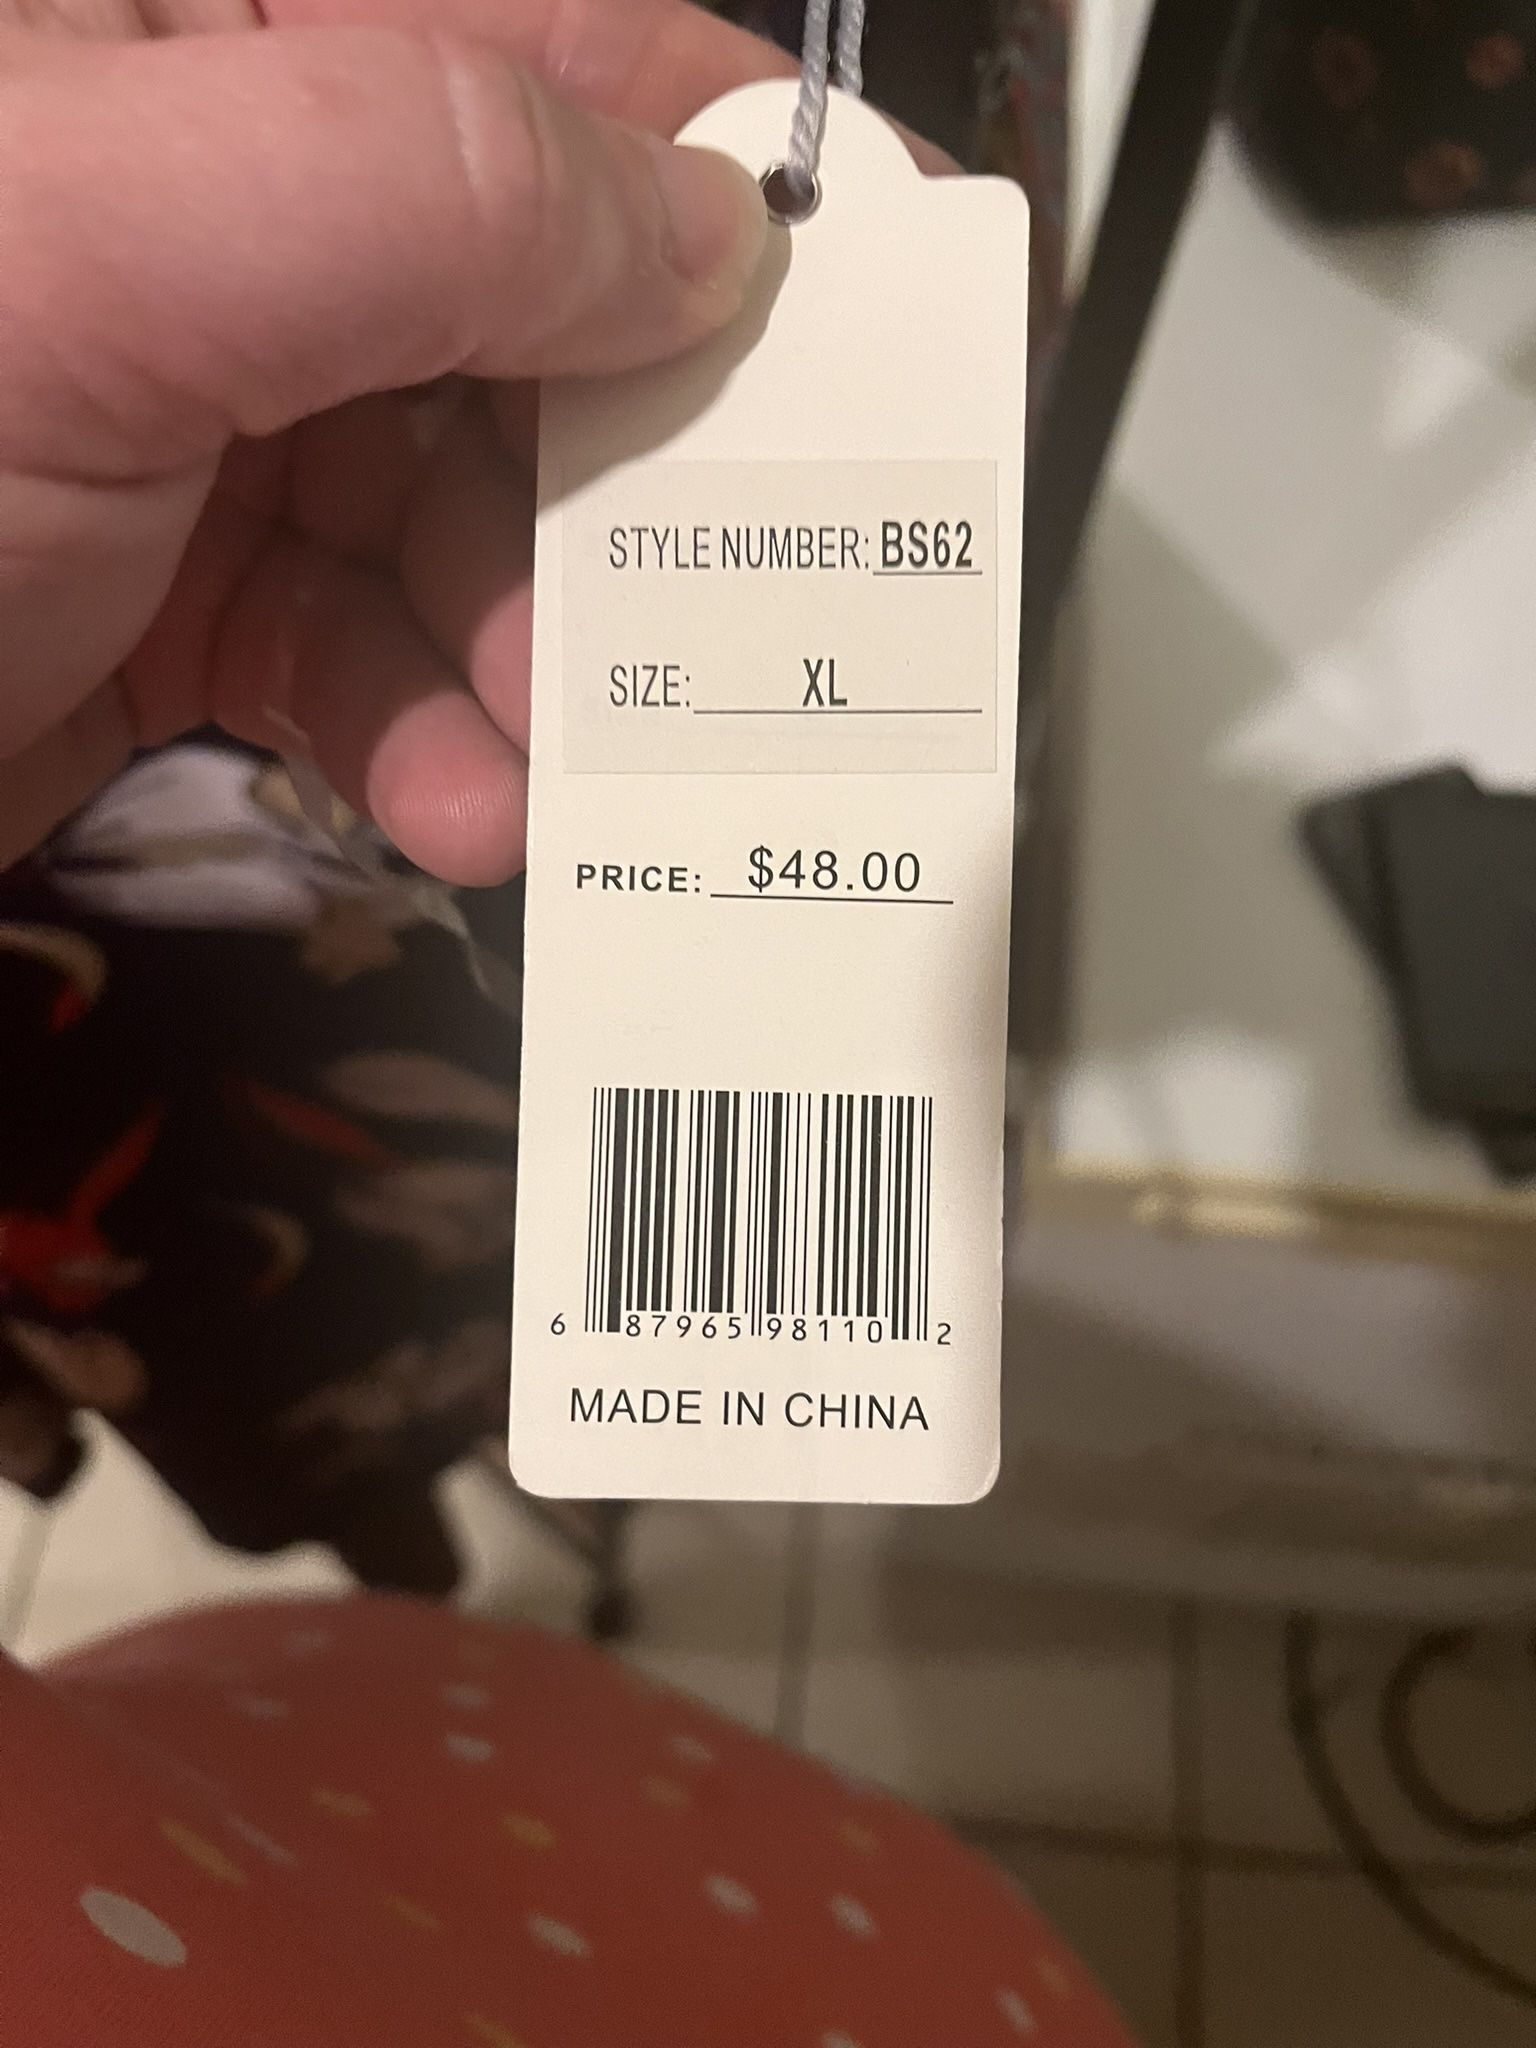 STYLE NUMBER: BS62
SIZE: XL
PRICE: $48.00
6 87965 98110 2
MADE IN CHINA